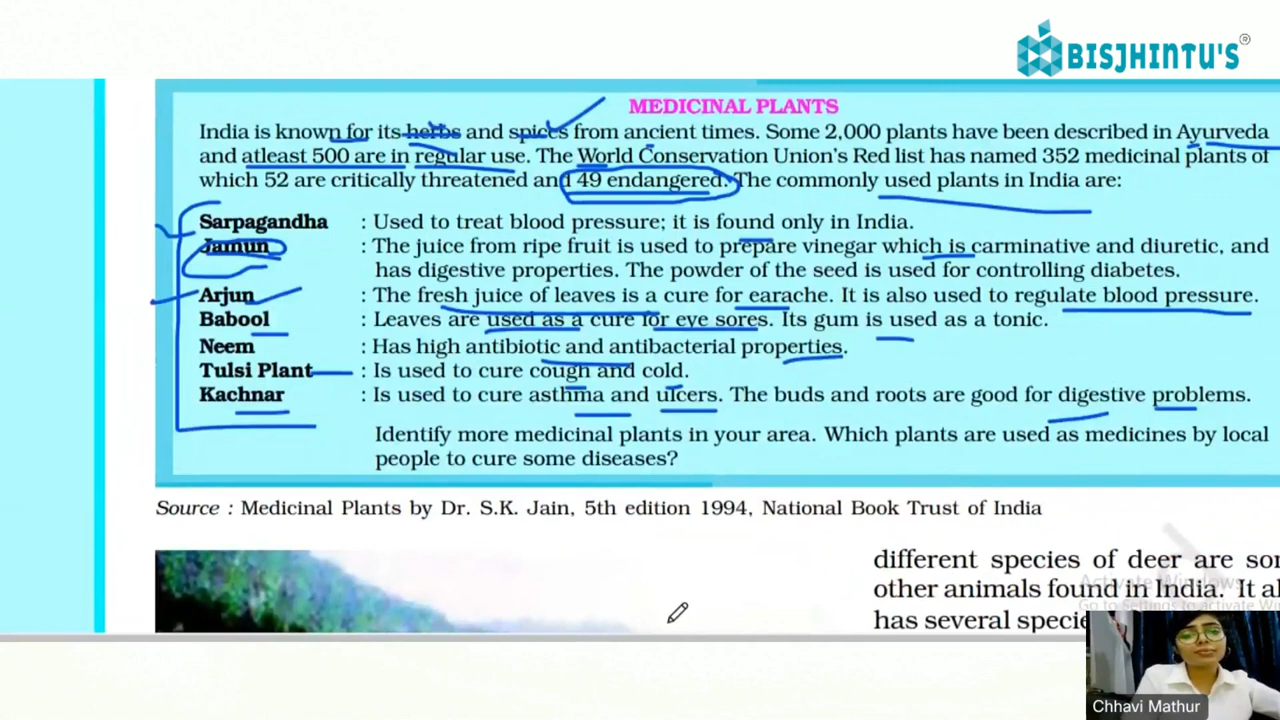 BISJHINTU'S ®
MEDICINAL PLANTS
India is known for its herbs and spices from ancient times. Some 2,000 plants have been described in Ayurveda
and atleast 500 are in regular use. The World Conservation Union's Red list has named 352 medicinal plants of
which 52 are critically threatened and 49 endangered. The commonly used plants in India are:
Sarpagandha : Used to treat blood pressure; it is found only in India.
Jamun : The juice from ripe fruit is used to prepare vinegar which is carminative and diuretic, and
has digestive properties. The powder of the seed is used for controlling diabetes.
Arjun : The fresh juice of leaves is a cure for earache. It is also used to regulate blood pressure.
Babool : Leaves are used as a cure for eye sores. Its gum is used as a tonic.
Neem : Has high antibiotic and antibacterial properties.
Tulsi Plant : Is used to cure cough and cold.
Kachnar : Is used to cure asthma and ulcers. The buds and roots are good for digestive problems.
Identify more medicinal plants in your area. Which plants are used as medicines by local
people to cure some diseases?
Source : Medicinal Plants by Dr. S.K. Jain, 5th edition 1994, National Book Trust of India
different species of deer are so
other animals found in India. It al
has several specie
Activate Windows
Go to Settings to activate Wi
Chhavi Mathur